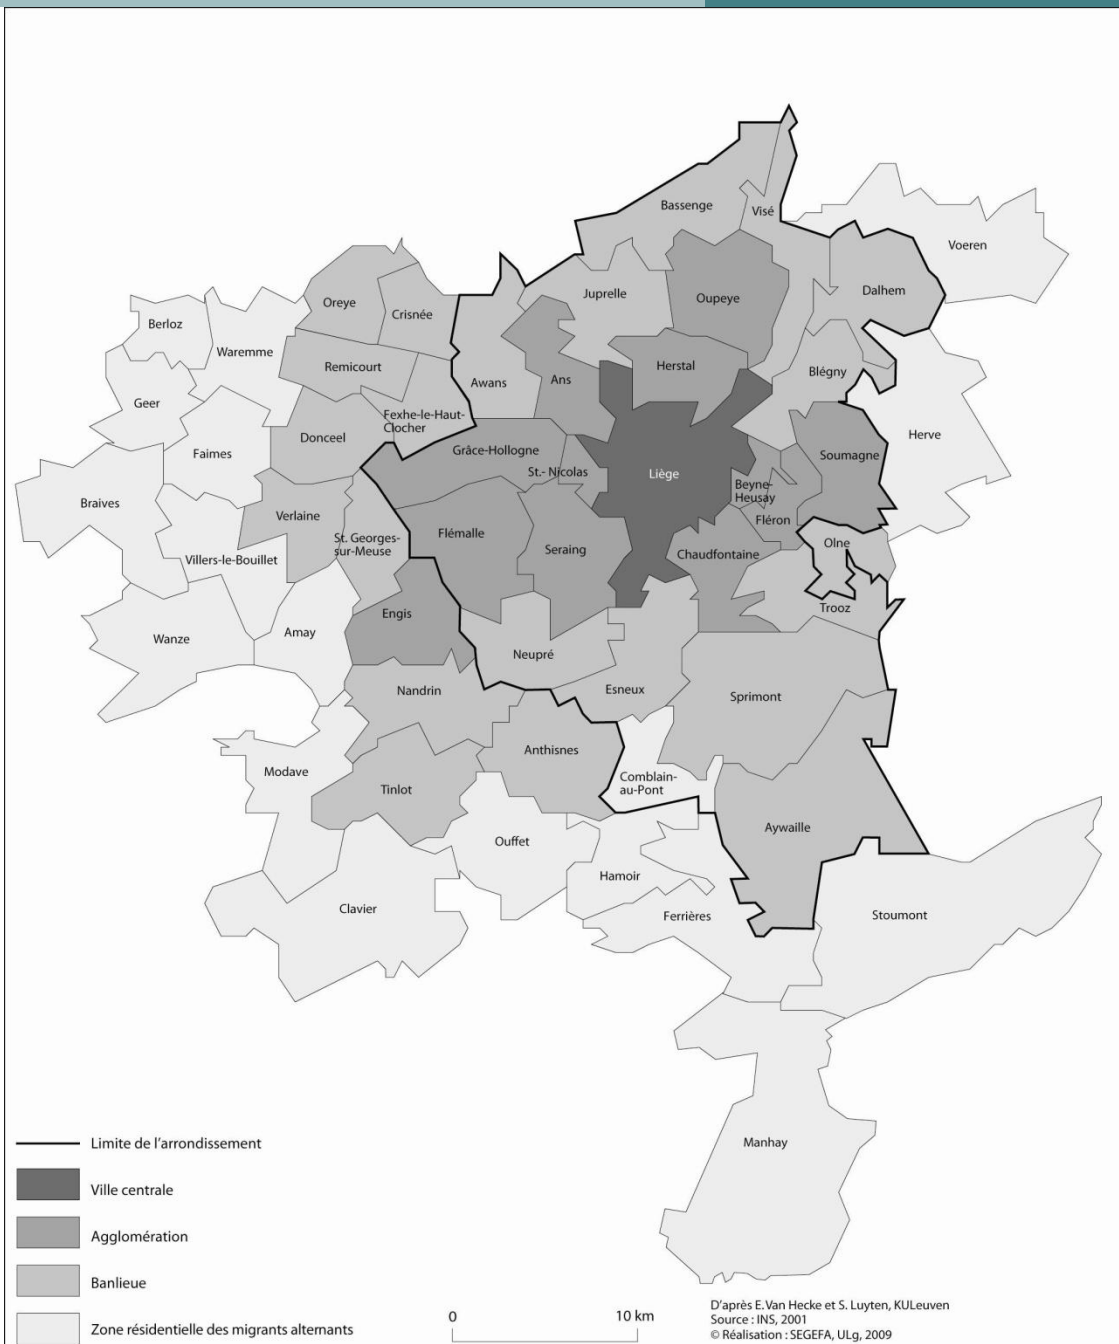 Bassenge
Visé
Voeren
Dalhem
Juprelle
Oupeye
Oreye
Crisnée
Berloz
Waremme
Herstal
Blégny
Remicourt
Awans
Ans
Geer
Fexhe-le-Haut-
Clocher
Herve
Donceel
Faimes
Grâce-Hollogne
Soumagne
St.- Nicolas
Liège
Beyne-
Heusay
Braives
Verlaine
Fléron
St. Georges-
sur-Meuse
Flémalle
Seraing
Chaudfontaine
Olne
Villers-le-Bouillet
Trooz
Engis
Wanze
Amay
Neupré
Nandrin
Esneux
Sprimont
Anthisnes
Modave
Comblain-
au-Pont
Tinlot
Aywaille
Ouffet
Hamoir
Clavier
Ferrières
Stoumont
Manhay
Limite de l'arrondissement
Ville centrale
Agglomération
Banlieue
Zone résidentielle des migrants alternants
0 10 km
D'après E. Van Hecke et S. Luyten, KULeuven
Source : INS, 2001
© Réalisation : SEGEFA, ULg, 2009